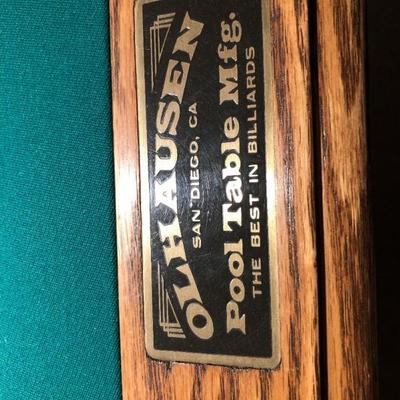 OLHAUSEN
SAN DIEGO, CA
Pool Table Mfg.
THE BEST IN BILLIARDS